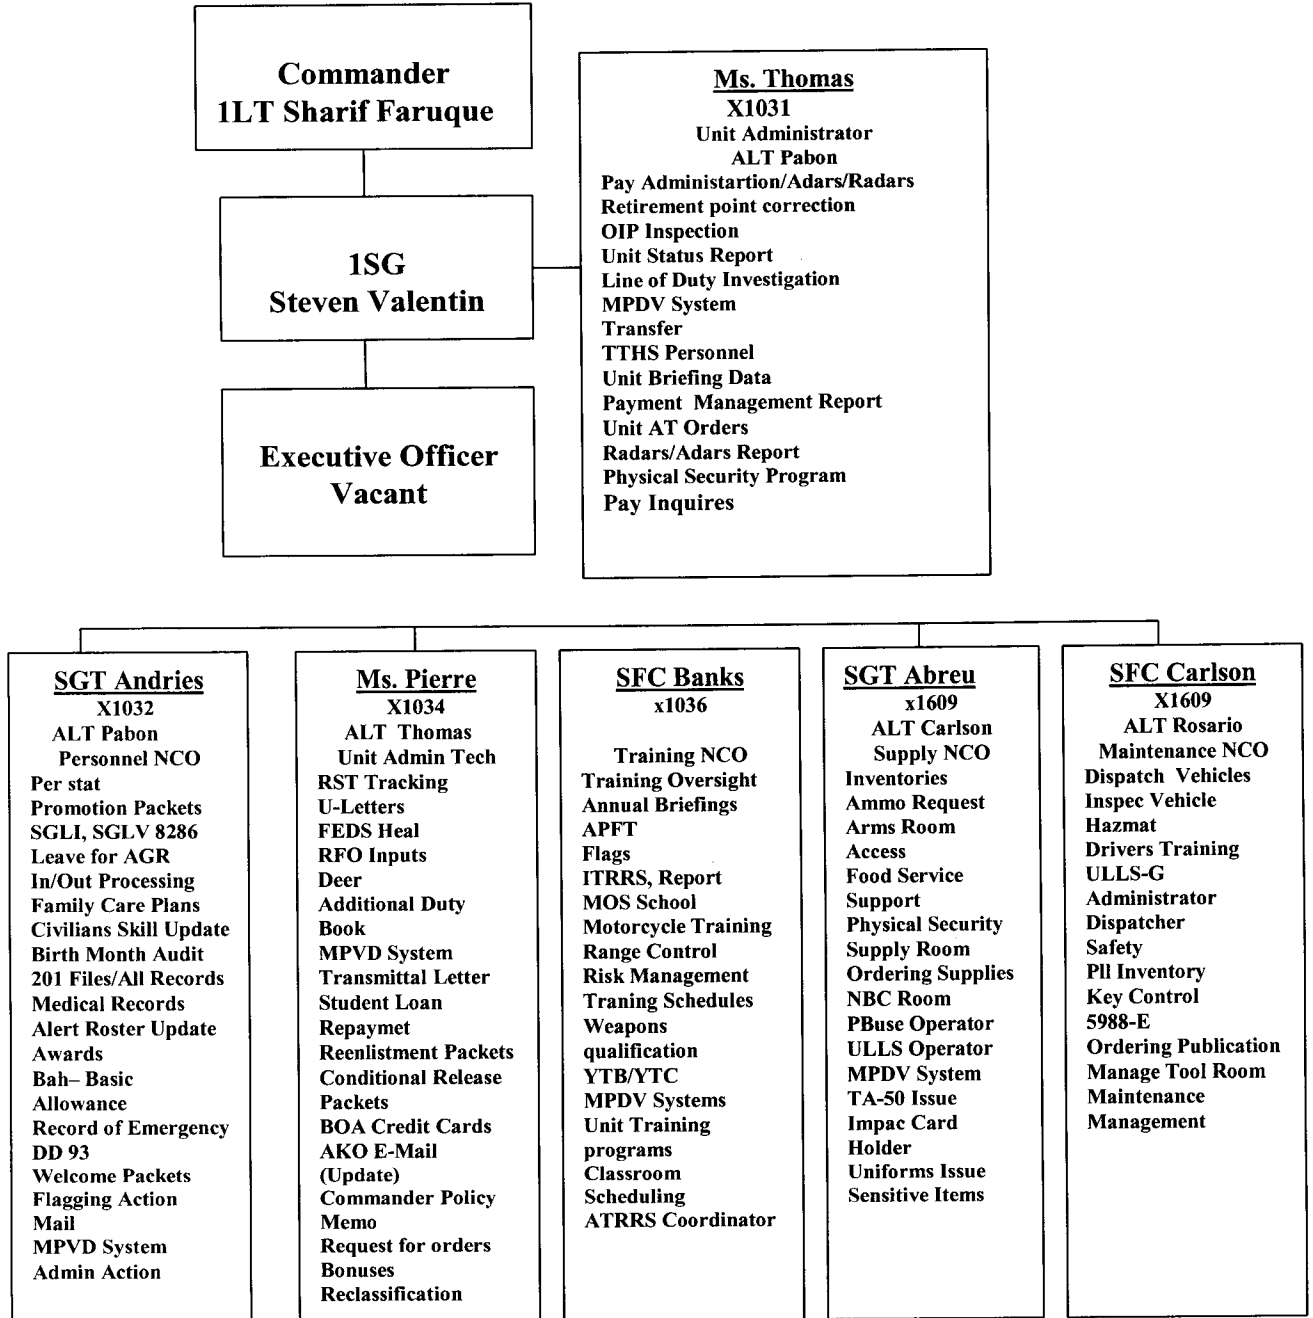 Commander
1LT Sharif Faruque
1SG
Steven Valentin
Executive Officer
Vacant
Ms. Thomas
X1031
Unit Administrator
ALT Pabon
Pay Administartion/Adars/Radars
Retirement point correction
OIP Inspection
Unit Status Report
Line of Duty Investigation
MPDV System
Transfer
TTHS Personnel
Unit Briefing Data
Payment Management Report
Unit AT Orders
Radars/Adars Report
Physical Security Program
Pay Inquires
SGT Andries
X1032
ALT Pabon
Personnel NCO
Per stat
Promotion Packets
SGLI, SGLV 8286
Leave for AGR
In/Out Processing
Family Care Plans
Civilians Skill Update
Birth Month Audit
201 Files/All Records
Medical Records
Alert Roster Update
Awards
Bah– Basic
Allowance
Record of Emergency
DD 93
Welcome Packets
Flagging Action
Mail
MPVD System
Admin Action
Ms. Pierre
X1034
ALT Thomas
Unit Admin Tech
RST Tracking
U-Letters
FEDS Heal
RFO Inputs
Deer
Additional Duty
Book
MPVD System
Transmittal Letter
Student Loan
Repaymet
Reenlistment Packets
Conditional Release
Packets
BOA Credit Cards
AKO E-Mail
(Update)
Commander Policy
Memo
Request for orders
Bonuses
Reclassification
SFC Banks
x1036
Training NCO
Training Oversight
Annual Briefings
APFT
Flags
ITRRS, Report
MOS School
Motorcycle Training
Range Control
Risk Management
Traning Schedules
Weapons
qualification
YTB/YTC
MPDV Systems
Unit Training
programs
Classroom
Scheduling
ATRRS Coordinator
SGT Abreu
x1609
ALT Carlson
Supply NCO
Inventories
Ammo Request
Arms Room
Access
Food Service
Support
Physical Security
Supply Room
Ordering Supplies
NBC Room
PBuse Operator
ULLS Operator
MPDV System
TA-50 Issue
Impac Card
Holder
Uniforms Issue
Sensitive Items
SFC Carlson
X1609
ALT Rosario
Maintenance NCO
Dispatch Vehicles
Inspec Vehicle
Hazmat
Drivers Training
ULLS-G
Administrator
Dispatcher
Safety
Pll Inventory
Key Control
5988-E
Ordering Publication
Manage Tool Room
Maintenance
Management